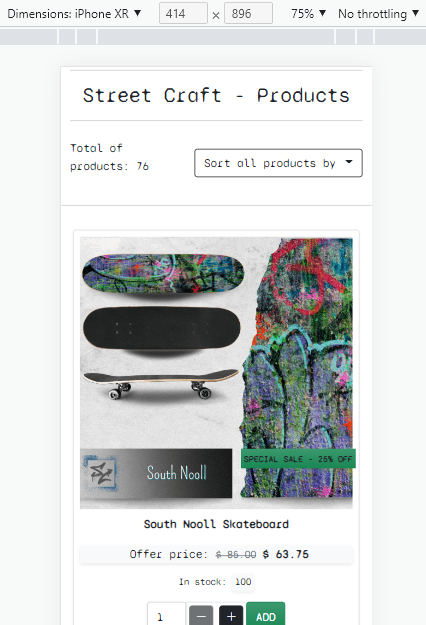 Dimensions: iPhone XR ▼ 414 × 896 75% ▼ No throttling ▼
Street Craft - Products
Total of
products: 76
Sort all products by
SPECIAL SALE - 25% OFF
South Nooll
South Nooll Skateboard
Offer price: $ 85.00 $ 63.75
In stock: 100
1 − + ADD